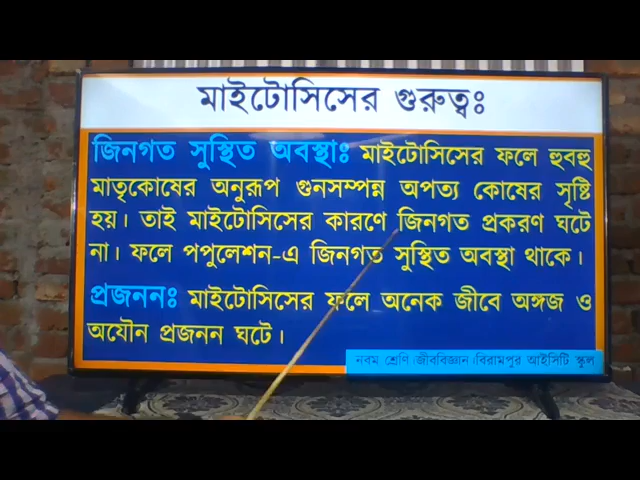 মাইটোসিসের গুরুত্বঃ
জিনগত সুস্থিত অবস্থাঃ মাইটোসিসের ফলে হুবহু
মাতৃকোষের অনুরূপ গুনসম্পন্ন অপত্য কোষের সৃষ্টি
হয়। তাই মাইটোসিসের কারণে জিনগত প্রকরণ ঘটে
না। ফলে পপুলেশন-এ জিনগত সুস্থিত অবস্থা থাকে।
প্রজননঃ মাইটোসিসের ফলে অনেক জীবে অঙ্গজ ও
অযৌন প্রজনন ঘটে।
নবম শ্রেণি।জীববিজ্ঞান।বিরামপুর আইসিটি স্কুল